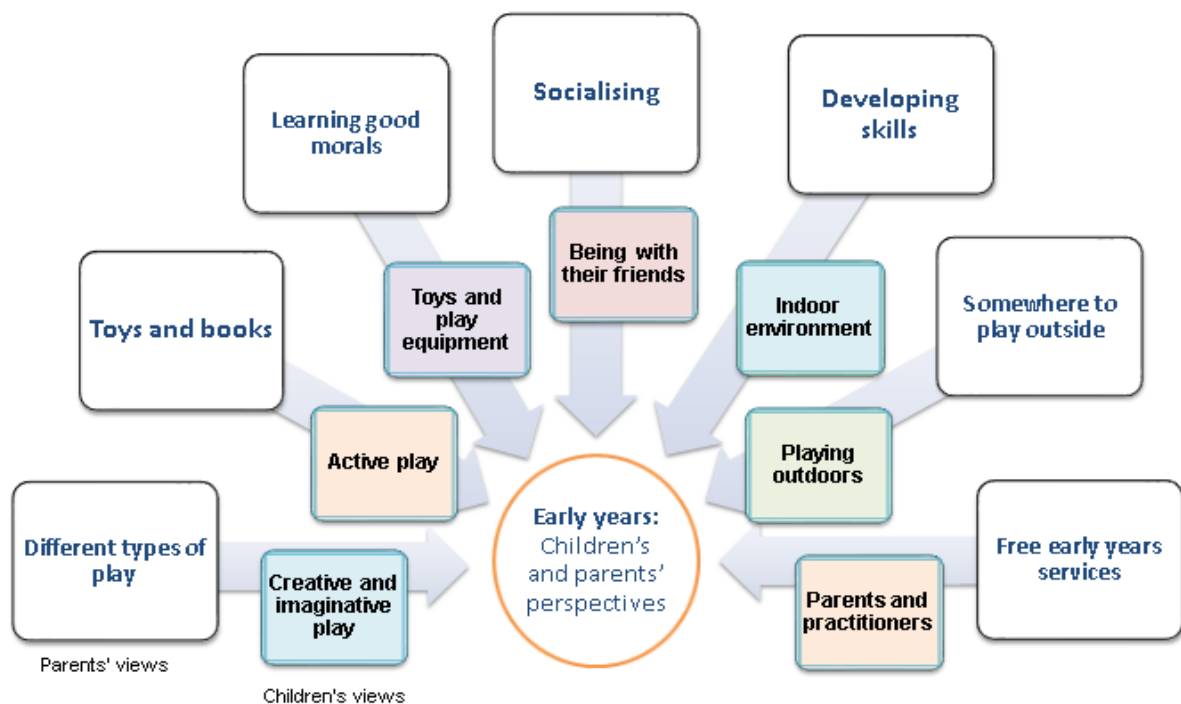 Socialising
Learning good
morals
Developing
skills
Being with
their friends
Toys and
play
equipment
Indoor
environment
Toys and books
Somewhere to
play outside
Active play
Playing
outdoors
Different types of
play
Creative and
imaginative
play
Early years:
Children's
and parents'
perspectives
Parents and
practitioners
Free early years
services
Parents' views
Children's views